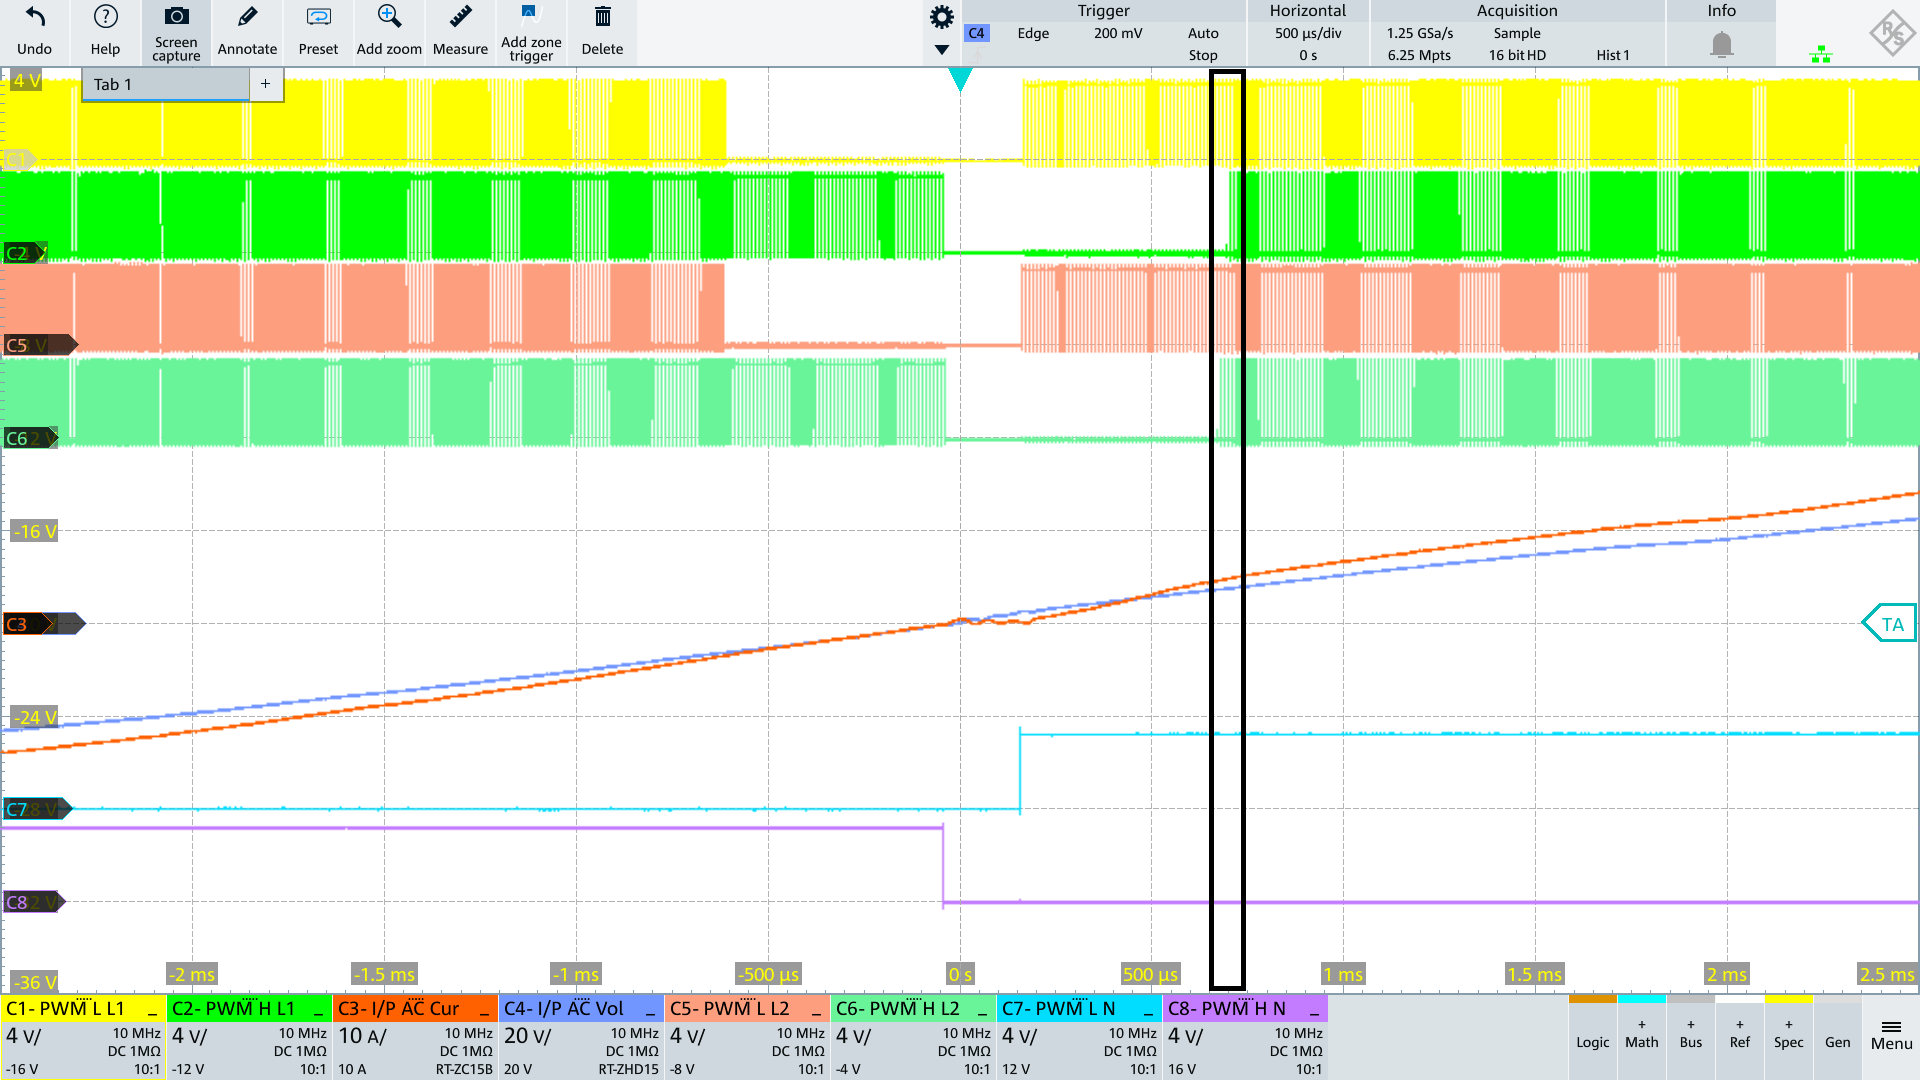 Undo
Help
Screen
capture
Annotate
Preset
Add zoom
Measure
Add zone
trigger
Delete
Trigger
C4 Edge 200 mV Auto
Stop
Horizontal
500 µs/div
0 s
Acquisition
1.25 GSa/s Sample
6.25 Mpts 16 bit HD Hist 1
Info
R S
4 V
Tab 1 +
C1
C2 V
C5 V
C6 2 V
-16 V
C3
TA
-24 V
C7 28 V
C8 32 V
-36 V
-2 ms -1.5 ms -1 ms -500 µs 0 s 500 µs 1 ms 1.5 ms 2 ms 2.5 ms
C1- PWM L L1
4 V/ 10 MHz
DC 1MΩ
-16 V 10:1
C2- PWM H L1
4 V/ 10 MHz
DC 1MΩ
-12 V 10:1
C3- I/P AC Cur
10 A/ 10 MHz
DC 1MΩ
10 A RT-ZC15B
C4- I/P AC Vol
20 V/ 10 MHz
DC 1MΩ
20 V RT-ZHD15
C5- PWM L L2
4 V/ 10 MHz
DC 1MΩ
-8 V 10:1
C6- PWM H L2
4 V/ 10 MHz
DC 1MΩ
-4 V 10:1
C7- PWM L N
4 V/ 10 MHz
DC 1MΩ
12 V 10:1
C8- PWM H N
4 V/ 10 MHz
DC 1MΩ
16 V 10:1
Logic
+ Math
+ Bus
+ Ref
+ Spec
Gen
Menu